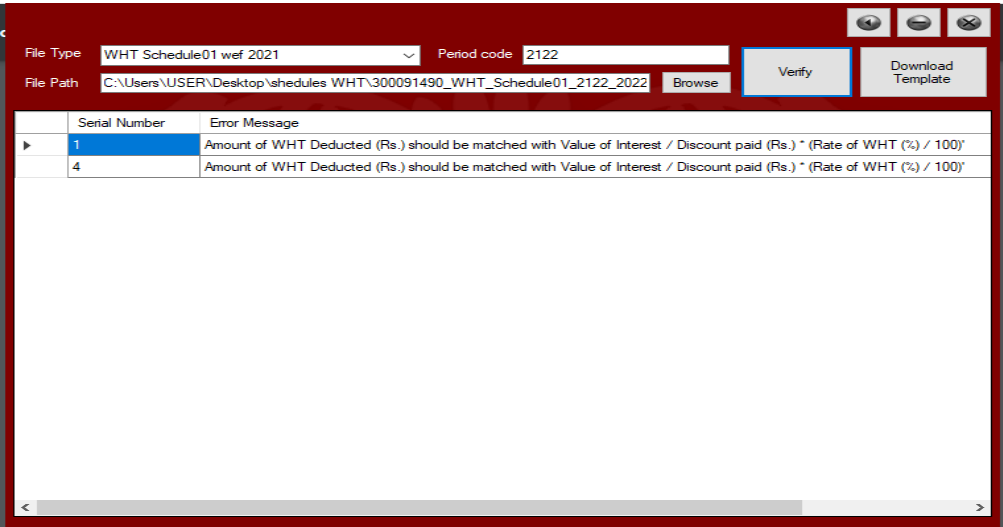 File Type WHT Schedule01 wef 2021 Period code 2122
Verify
Download Template
File Path C:\Users\USER\Desktop\shedules WHT\300091490_WHT_Schedule01_2122_2022 Browse
Serial Number Error Message
1 Amount of WHT Deducted (Rs.) should be matched with Value of Interest / Discount paid (Rs.) * (Rate of WHT (%) / 100)'
4 Amount of WHT Deducted (Rs.) should be matched with Value of Interest / Discount paid (Rs.) * (Rate of WHT (%) / 100)'